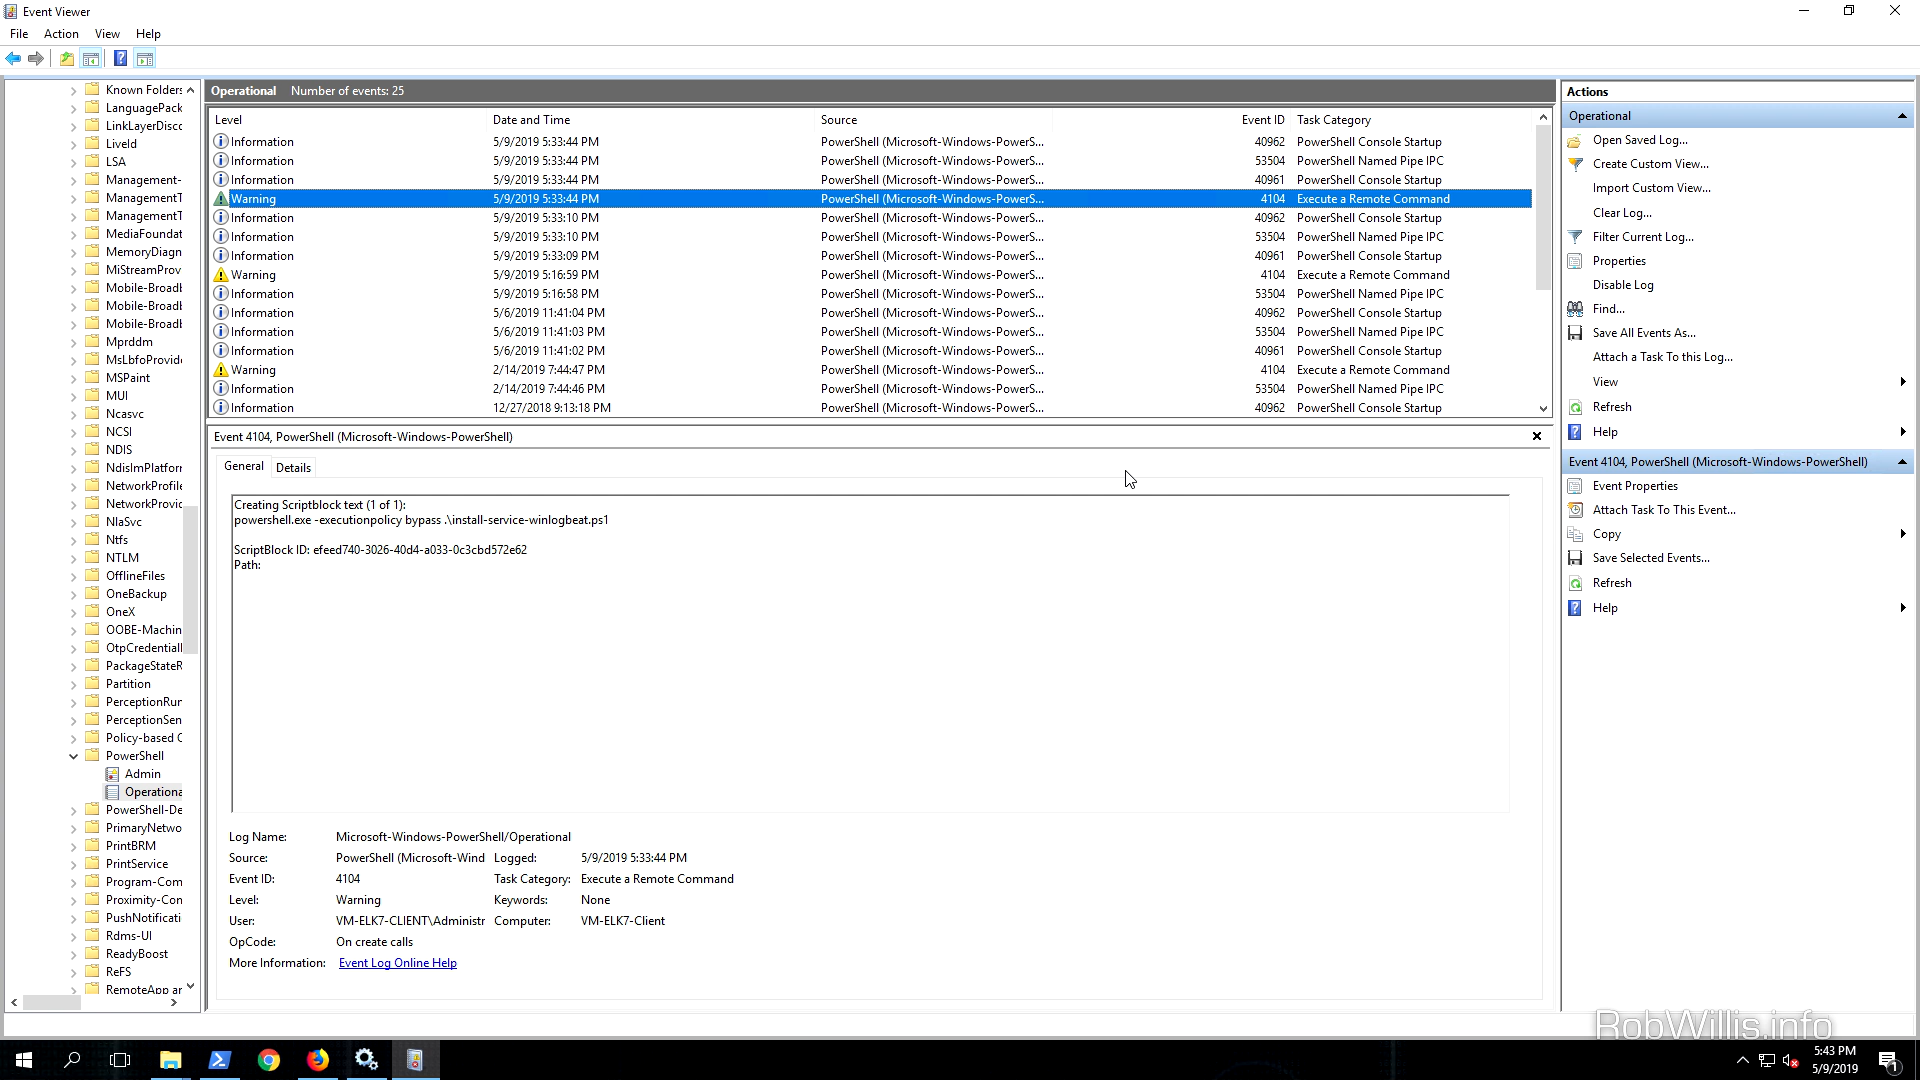 Event Viewer
File Action View Help
Known Folders
LanguagePack
LinkLayerDisco
LiveId
LSA
Management-
ManagementT
ManagementT
MediaFoundat
MemoryDiagn
MiStreamProv
Mobile-Broadb
Mobile-Broadb
Mobile-Broadb
Mprddm
MsLbfoProvide
MSPaint
MUI
Ncasvc
NCSI
NDIS
NdisImPlatforr
NetworkProfile
NetworkProvic
NlaSvc
Ntfs
NTLM
OfflineFiles
OneBackup
OneX
OOBE-Machin
OtpCredentiall
PackageStateR
Partition
PerceptionRur
PerceptionSen
Policy-based C
PowerShell
Admin
Operationa
PowerShell-De
PrimaryNetwo
PrintBRM
PrintService
Program-Com
Proximity-Con
PushNotificati
Rdms-UI
ReadyBoost
ReFS
RemoteApp ar
Operational Number of events: 25
Level Date and Time Source Event ID Task Category
Information 5/9/2019 5:33:44 PM PowerShell (Microsoft-Windows-PowerS... 40962 PowerShell Console Startup
Information 5/9/2019 5:33:44 PM PowerShell (Microsoft-Windows-PowerS... 53504 PowerShell Named Pipe IPC
Information 5/9/2019 5:33:44 PM PowerShell (Microsoft-Windows-PowerS... 40961 PowerShell Console Startup
Warning 5/9/2019 5:33:44 PM PowerShell (Microsoft-Windows-PowerS... 4104 Execute a Remote Command
Information 5/9/2019 5:33:10 PM PowerShell (Microsoft-Windows-PowerS... 40962 PowerShell Console Startup
Information 5/9/2019 5:33:10 PM PowerShell (Microsoft-Windows-PowerS... 53504 PowerShell Named Pipe IPC
Information 5/9/2019 5:33:09 PM PowerShell (Microsoft-Windows-PowerS... 40961 PowerShell Console Startup
Warning 5/9/2019 5:16:59 PM PowerShell (Microsoft-Windows-PowerS... 4104 Execute a Remote Command
Information 5/9/2019 5:16:58 PM PowerShell (Microsoft-Windows-PowerS... 53504 PowerShell Named Pipe IPC
Information 5/6/2019 11:41:04 PM PowerShell (Microsoft-Windows-PowerS... 40962 PowerShell Console Startup
Information 5/6/2019 11:41:03 PM PowerShell (Microsoft-Windows-PowerS... 53504 PowerShell Named Pipe IPC
Information 5/6/2019 11:41:02 PM PowerShell (Microsoft-Windows-PowerS... 40961 PowerShell Console Startup
Warning 2/14/2019 7:44:47 PM PowerShell (Microsoft-Windows-PowerS... 4104 Execute a Remote Command
Information 2/14/2019 7:44:46 PM PowerShell (Microsoft-Windows-PowerS... 53504 PowerShell Named Pipe IPC
Information 12/27/2018 9:13:18 PM PowerShell (Microsoft-Windows-PowerS... 40962 PowerShell Console Startup
Event 4104, PowerShell (Microsoft-Windows-PowerShell)
General Details
Creating Scriptblock text (1 of 1):
powershell.exe -executionpolicy bypass .\install-service-winlogbeat.ps1
ScriptBlock ID: efeed740-3026-40d4-a033-0c3cbd572e62
Path:
Log Name: Microsoft-Windows-PowerShell/Operational
Source: PowerShell (Microsoft-Wind Logged: 5/9/2019 5:33:44 PM
Event ID: 4104 Task Category: Execute a Remote Command
Level: Warning Keywords: None
User: VM-ELK7-CLIENT\Administr Computer: VM-ELK7-Client
OpCode: On create calls
More Information: Event Log Online Help
Actions
Operational
Open Saved Log...
Create Custom View...
Import Custom View...
Clear Log...
Filter Current Log...
Properties
Disable Log
Find...
Save All Events As...
Attach a Task To this Log...
View
Refresh
Help
Event 4104, PowerShell (Microsoft-Windows-PowerShell)
Event Properties
Attach Task To This Event...
Copy
Save Selected Events...
Refresh
Help
RobWillis.info
5:43 PM
5/9/2019
1